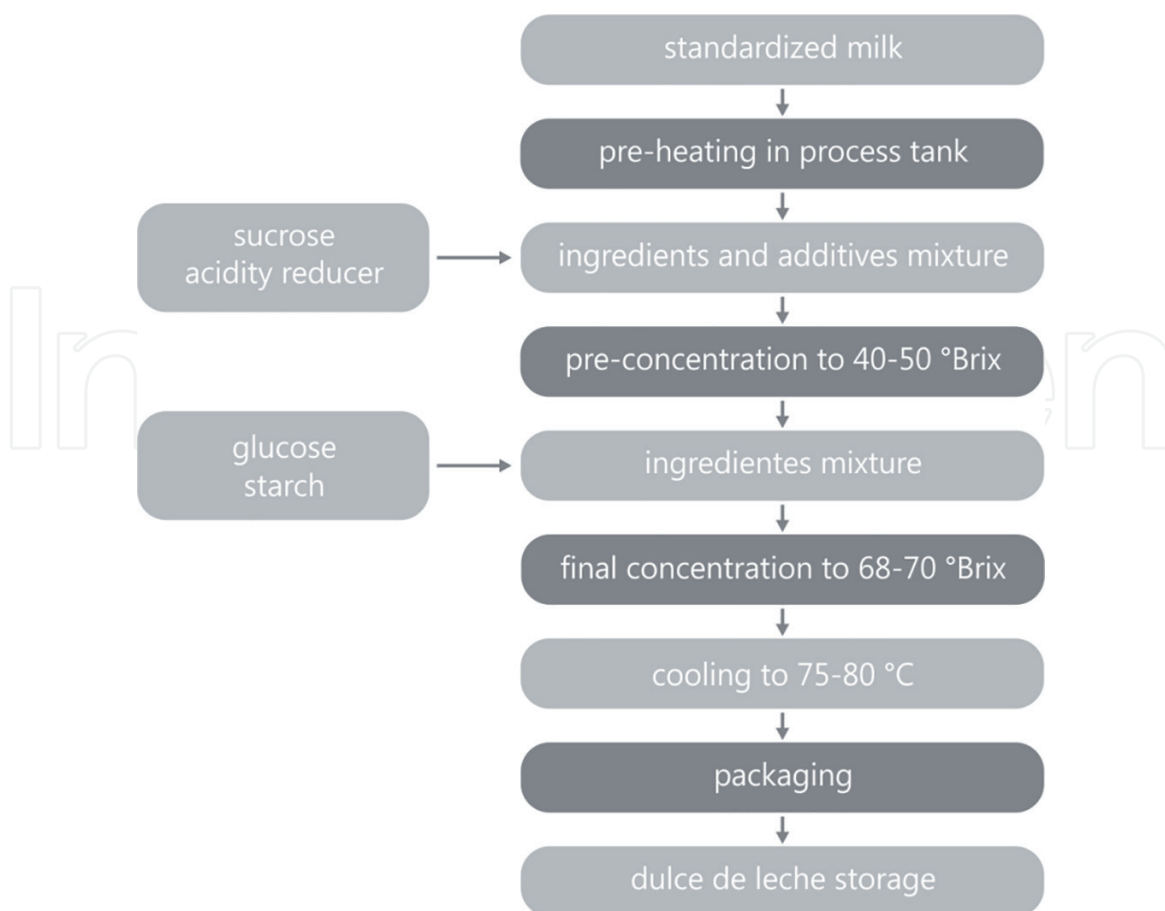 standardized milk
pre-heating in process tank
sucrose
acidity reducer
ingredients and additives mixture
pre-concentration to 40-50 °Brix
glucose
starch
ingredientes mixture
final concentration to 68-70 °Brix
cooling to 75-80 °C
packaging
dulce de leche storage